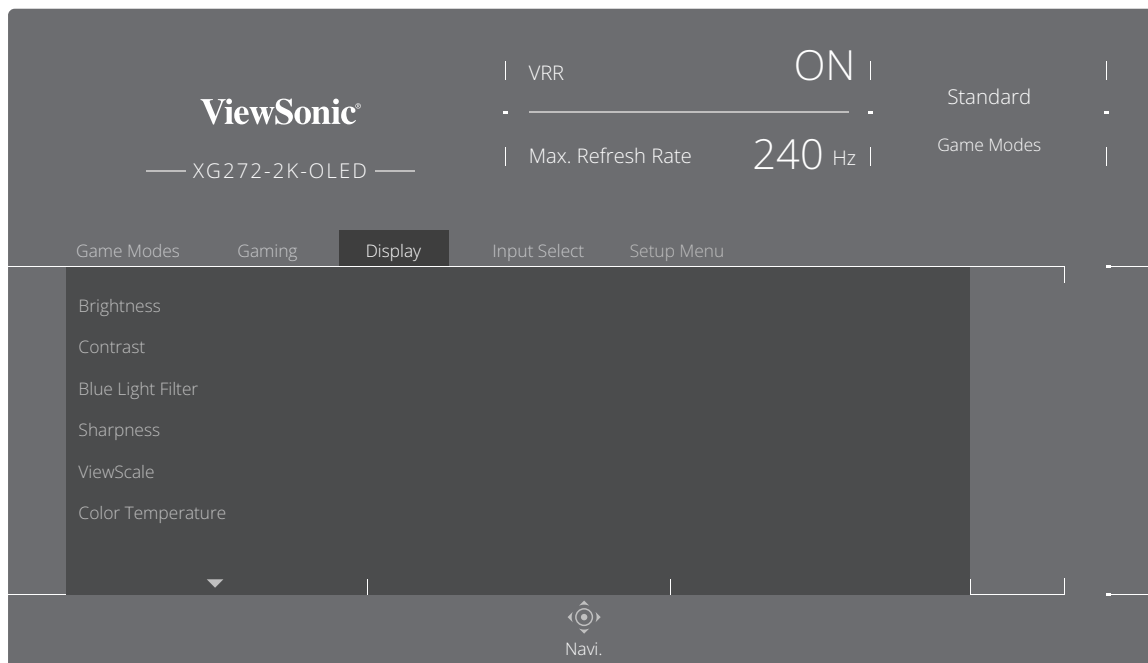 ViewSonic®
XG272-2K-OLED
VRR ON
Max. Refresh Rate 240 Hz
Standard
Game Modes
Game Modes Gaming Display Input Select Setup Menu
Brightness
Contrast
Blue Light Filter
Sharpness
ViewScale
Color Temperature
Navi.